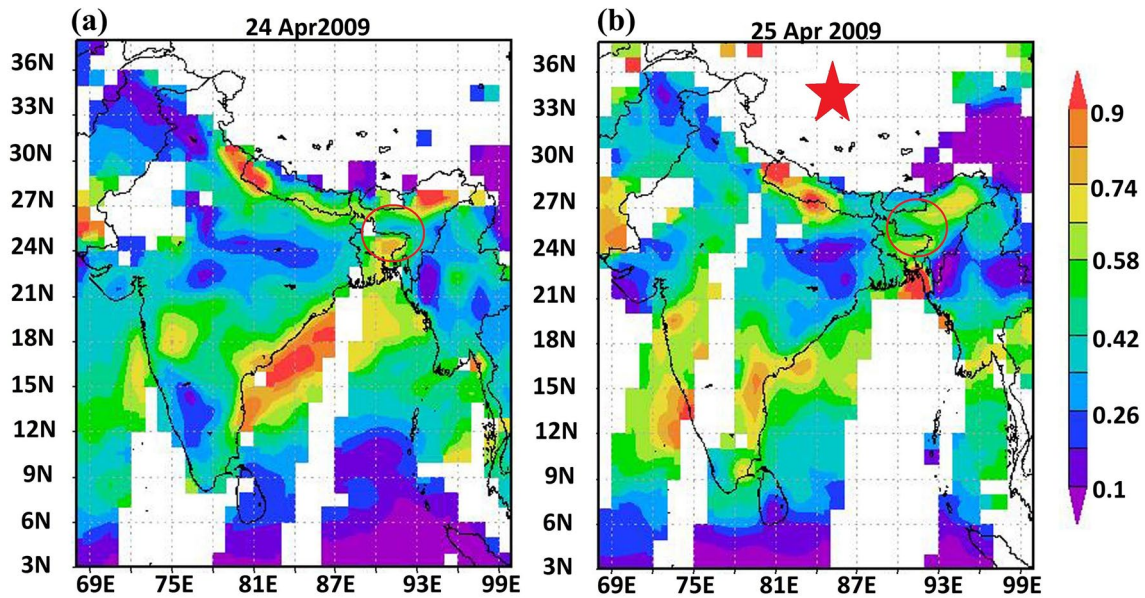 (a)
24 Apr2009
(b)
25 Apr 2009
36N
33N
30N
27N
24N
21N
18N
15N
12N
9N
6N
3N
69E 75E 81E 87E 93E 99E
36N
33N
30N
27N
24N
21N
18N
15N
12N
9N
6N
3N
69E 75E 81E 87E 93E 99E
0.9
0.74
0.58
0.42
0.26
0.1